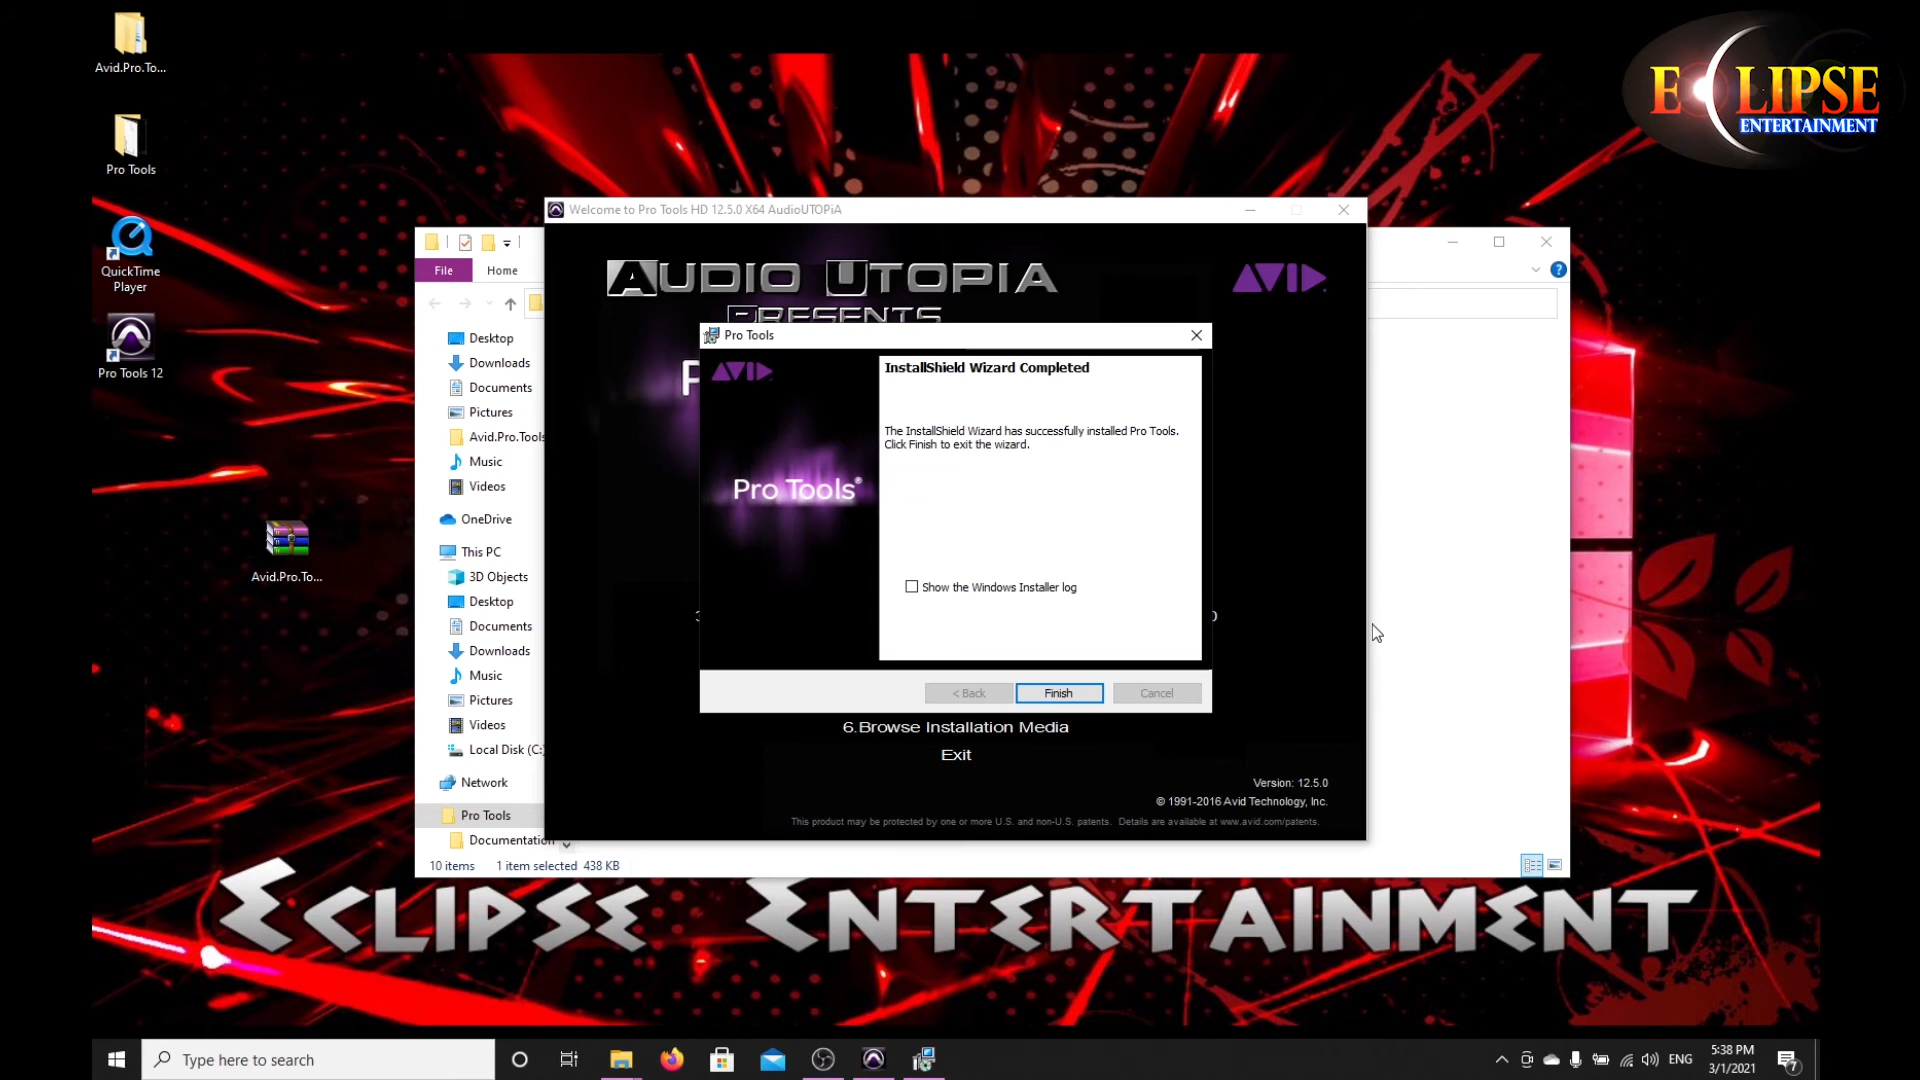 Avid.Pro.To...
Pro Tools
QuickTime
Player
Pro Tools 12
Avid.Pro.To...
ECLIPSE
ENTERTAINMENT
Welcome to Pro Tools HD 12.5.0 X64 AudioUTOPiA
File
Home
AUDIO UTOPIA
PRESENTS
AVID
Pro Tools
AVID
Pro Tools®
InstallShield Wizard Completed
The InstallShield Wizard has successfully installed Pro Tools.
Click Finish to exit the wizard.
Show the Windows Installer log
< Back
Finish
Cancel
6.Browse Installation Media
Exit
Version: 12.5.0
© 1991-2016 Avid Technology, Inc.
This product may be protected by one or more U.S. and non-U.S. patents. Details are available at www.avid.com/patents.
Desktop
Downloads
Documents
Pictures
Avid.Pro.Tools
Music
Videos
OneDrive
This PC
3D Objects
Desktop
Documents
Downloads
Music
Pictures
Videos
Local Disk (C:
Network
Pro Tools
Documentation
10 items
1 item selected 438 KB
ECLIPSE ENTERTAINMENT
Type here to search
ENG
5:38 PM
3/1/2021
7